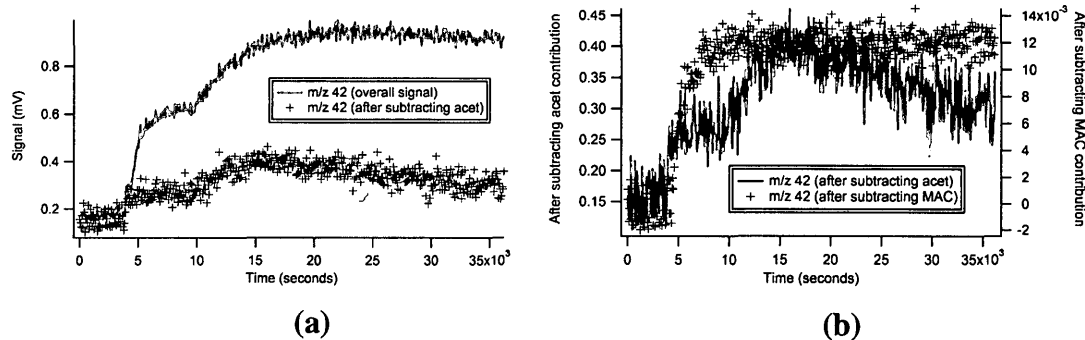 Signal (mV)
0.8
0.6
0.4
0.2
m/z 42 (overall signal)
m/z 42 (after subtracting acet)
0 5 10 15 20 25 30 35x10³
Time (seconds)
(a)
After subtracting acet contribution
0.45
0.40
0.35
0.30
0.25
0.20
0.15
m/z 42 (after subtracting acet)
m/z 42 (after subtracting MAC)
14x10⁻³
12
10
8
6
4
2
0
-2
After subtracting MAC contribution
0 5 10 15 20 25 30 35x10³
Time (seconds)
(b)